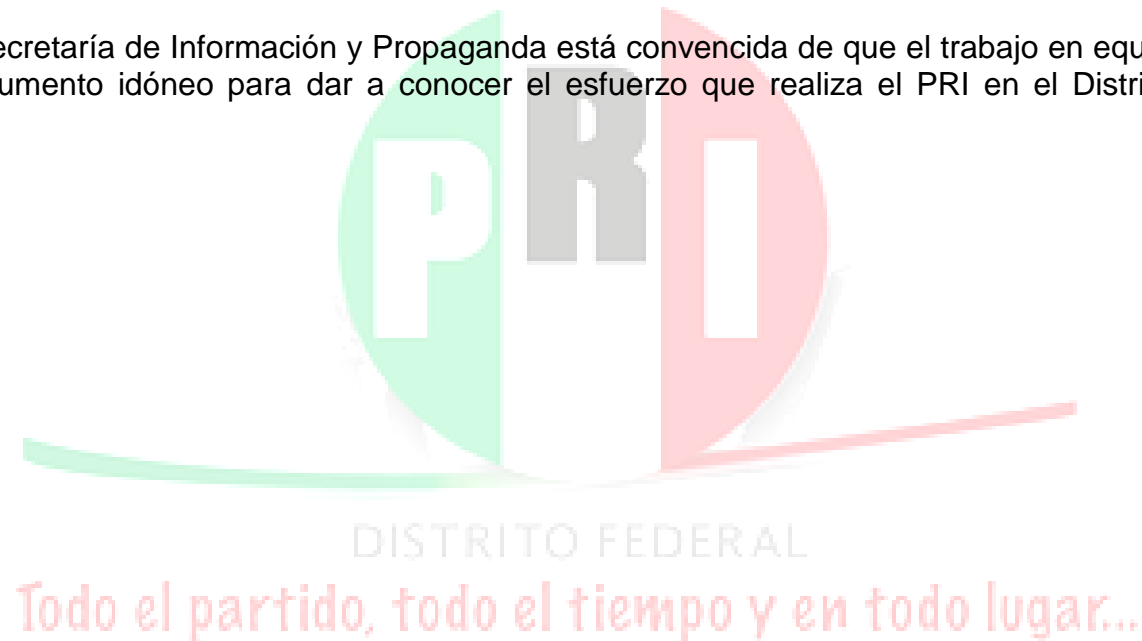 ecretaría de Información y Propaganda está convencida de que el trabajo en equ
umento idóneo para dar a conocer el esfuerzo que realiza el PRI en el Distri
PRI
DISTRITO FEDERAL
Todo el partido, todo el tiempo y en todo lugar...